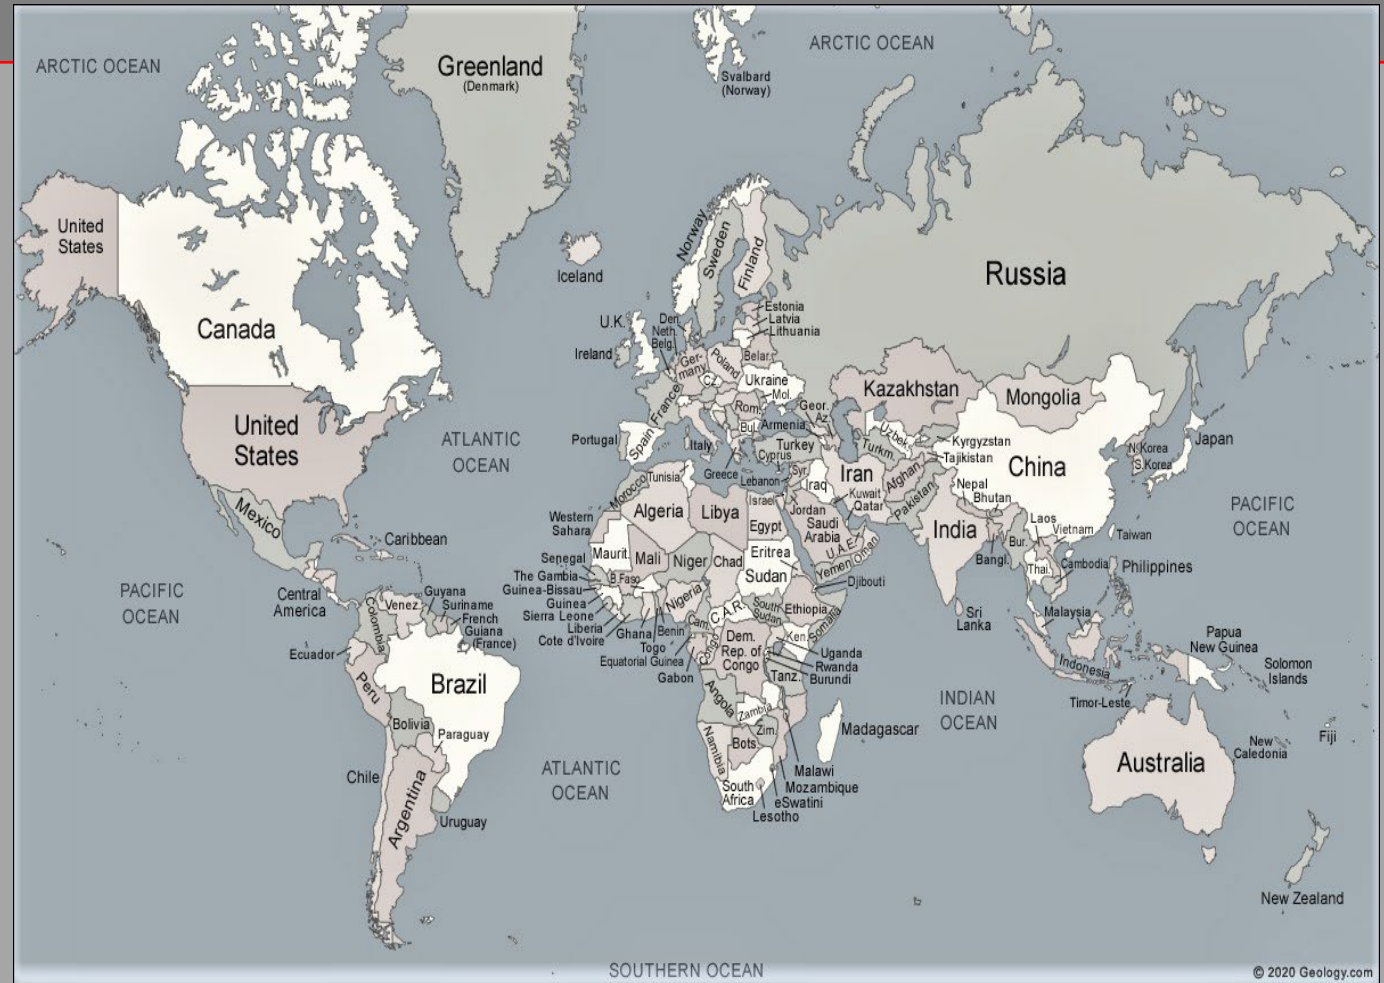 ARCTIC OCEAN
Greenland
(Denmark)
ARCTIC OCEAN
Svalbard
(Norway)
United
States
Iceland
Norway
Sweden
Finland
Russia
Canada
U.K.
Ireland
Den.
Neth.
Belg.
Estonia
Latvia
Lithuania
Ger-
many
Poland
Belar.
Cz.
Ukraine
Mol.
France
Rom.
Bul.
Geor.
Az.
Armenia
Kazakhstan
Mongolia
United
States
ATLANTIC
OCEAN
Portugal
Spain
Italy
Greece
Turkey
Cyprus
Lebanon
Syr.
Iraq
Israel
Jordan
Iran
Kuwait
Qatar
Uzbek.
Turkm.
Kyrgyzstan
Tajikistan
Afghan.
Pakistan
China
Nepal
Bhutan
N. Korea
S. Korea
Japan
PACIFIC
OCEAN
Mexico
Caribbean
Central
America
Morocco
Tunisia
Algeria
Libya
Egypt
Saudi
Arabia
U.A.E.
Oman
Yemen
India
Bangl.
Bur.
Laos
Vietnam
Thai.
Cambodia
Taiwan
Philippines
Western
Sahara
Maurit.
Mali
Niger
Chad
Eritrea
Sudan
Djibouti
Senegal
The Gambia
Guinea-Bissau
Guinea
Sierra Leone
Liberia
Cote d'Ivoire
B.Faso
Ghana
Togo
Benin
Nigeria
Cam.
C.A.R.
South
Sudan
Ethiopia
Somalia
Sri
Lanka
Malaysia
PACIFIC
OCEAN
Venez.
Guyana
Suriname
French
Guiana
(France)
Colombia
Ecuador
Peru
Brazil
Bolivia
Paraguay
Chile
Argentina
Uruguay
Equatorial Guinea
Gabon
Congo
Dem.
Rep. of
Congo
Ken.
Uganda
Rwanda
Burundi
Tanz.
Angola
Zambia
Zim.
Namibia
Bots.
Madagascar
Malawi
Mozambique
eSwatini
Lesotho
South
Africa
ATLANTIC
OCEAN
INDIAN
OCEAN
Indonesia
Timor-Leste
Papua
New Guinea
Solomon
Islands
Australia
New
Caledonia
Fiji
New Zealand
SOUTHERN OCEAN
© 2020 Geology.com